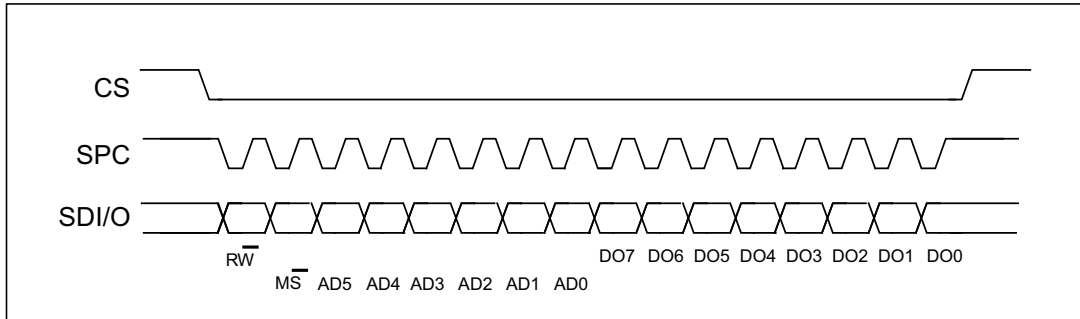 CS
SPC
SDI/O
RW̅ DO7 DO6 DO5 DO4 DO3 DO2 DO1 DO0
MS̅ AD5 AD4 AD3 AD2 AD1 AD0